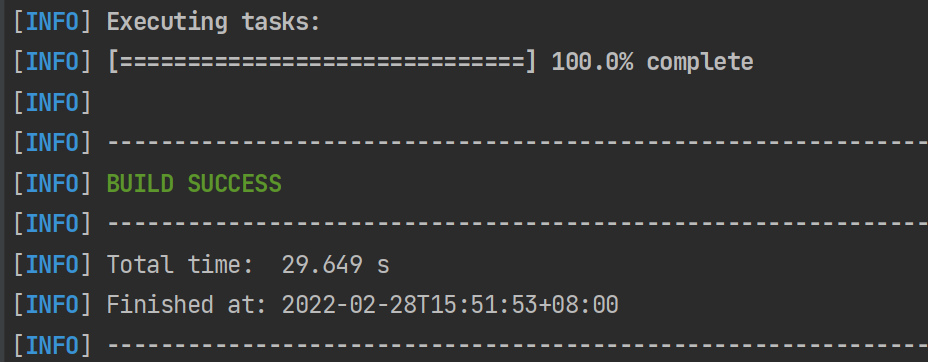 [INFO] Executing tasks:
[INFO] [==============================] 100.0% complete
[INFO]
[INFO] -------------------------------------------------------------
[INFO] BUILD SUCCESS
[INFO] -------------------------------------------------------------
[INFO] Total time:  29.649 s
[INFO] Finished at: 2022-02-28T15:51:53+08:00
[INFO] -------------------------------------------------------------